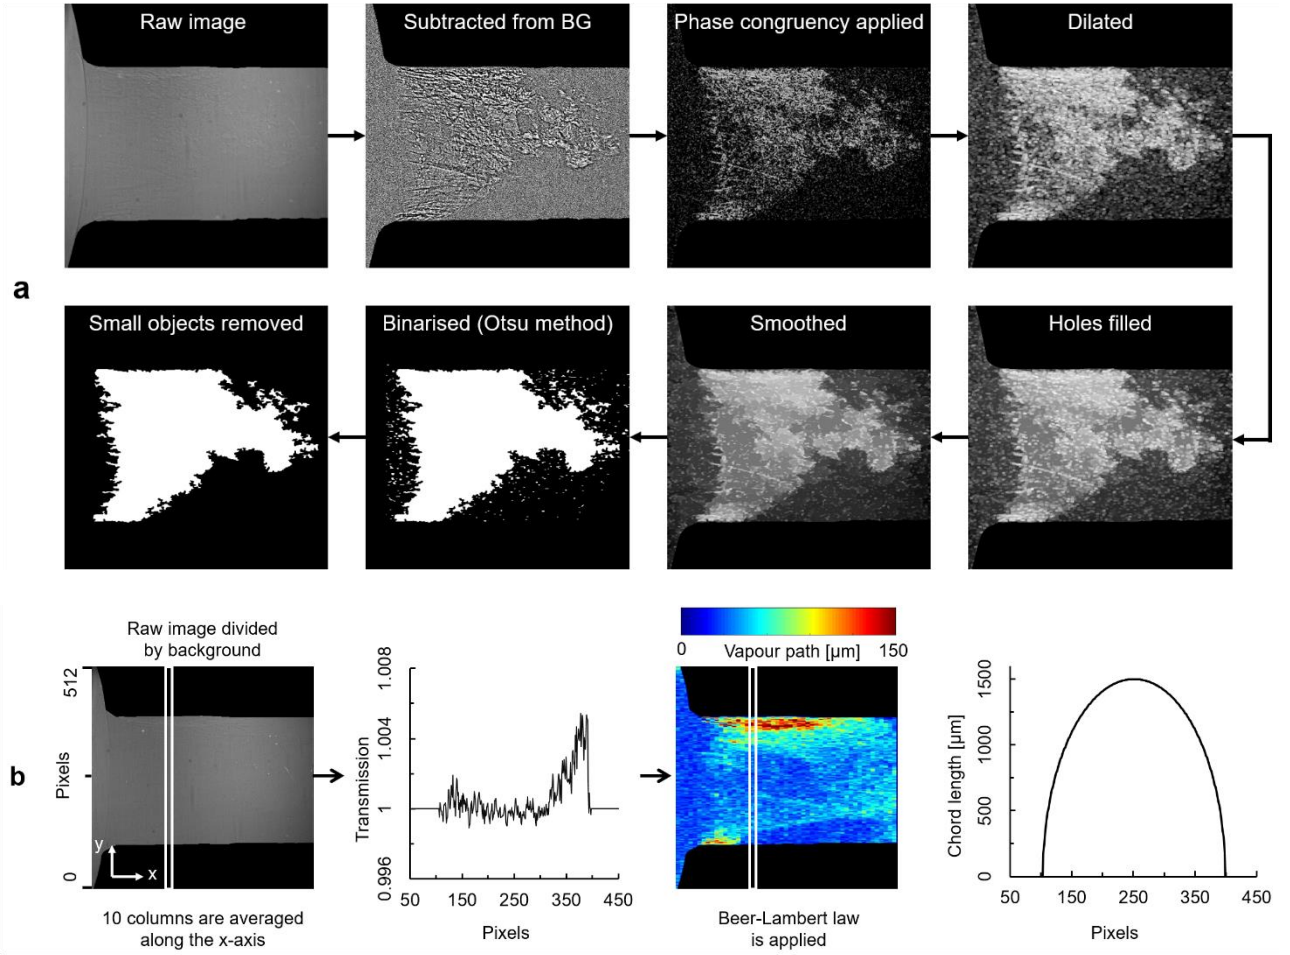 Raw image
Subtracted from BG
Phase congruency applied
Dilated
a
Small objects removed
Binarised (Otsu method)
Smoothed
Holes filled
b
Raw image divided
by background
512
Pixels
0
y
x
10 columns are averaged
along the x-axis
1.008
1.004
1
0.996
Transmission
50 150 250 350 450
Pixels
0 Vapour path [µm] 150
Beer-Lambert law
is applied
1500
1000
500
0
Chord length [µm]
50 150 250 350 450
Pixels